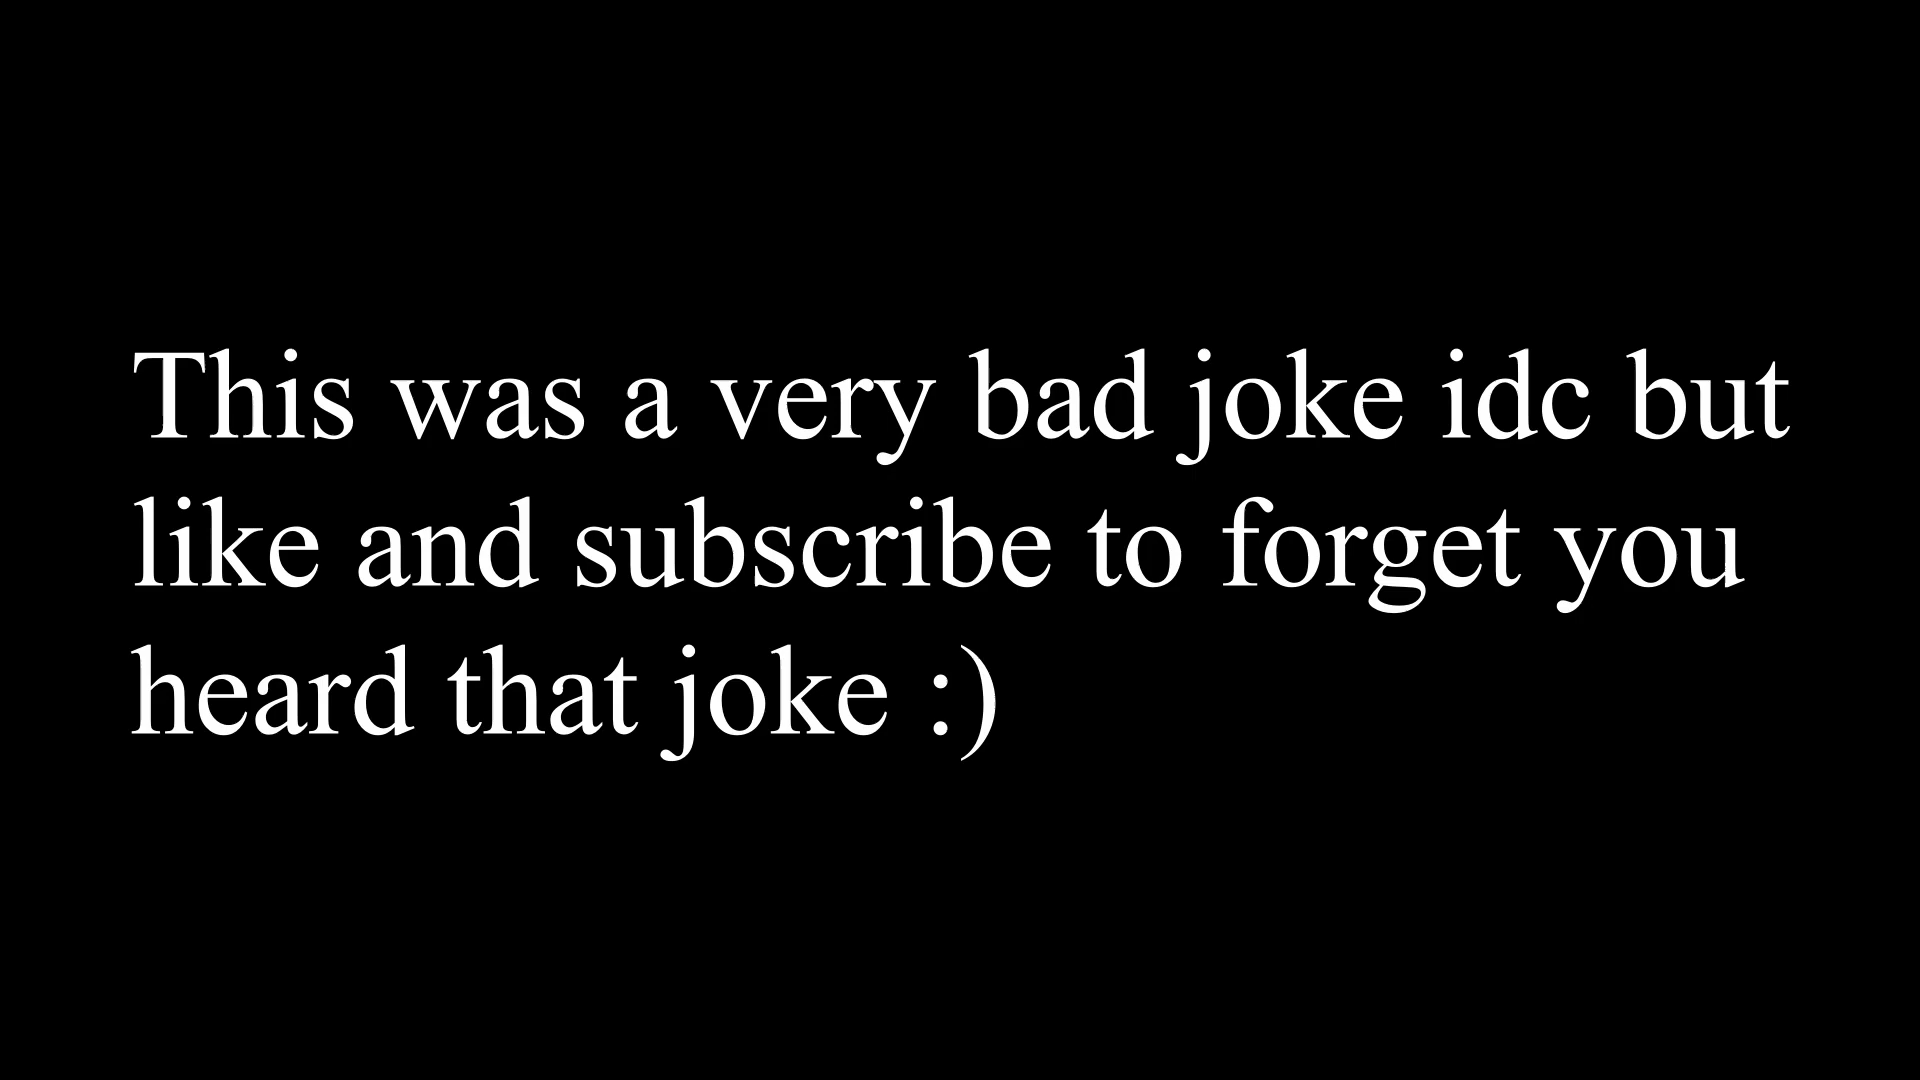 This was a very bad joke idc but
like and subscribe to forget you
heard that joke :)